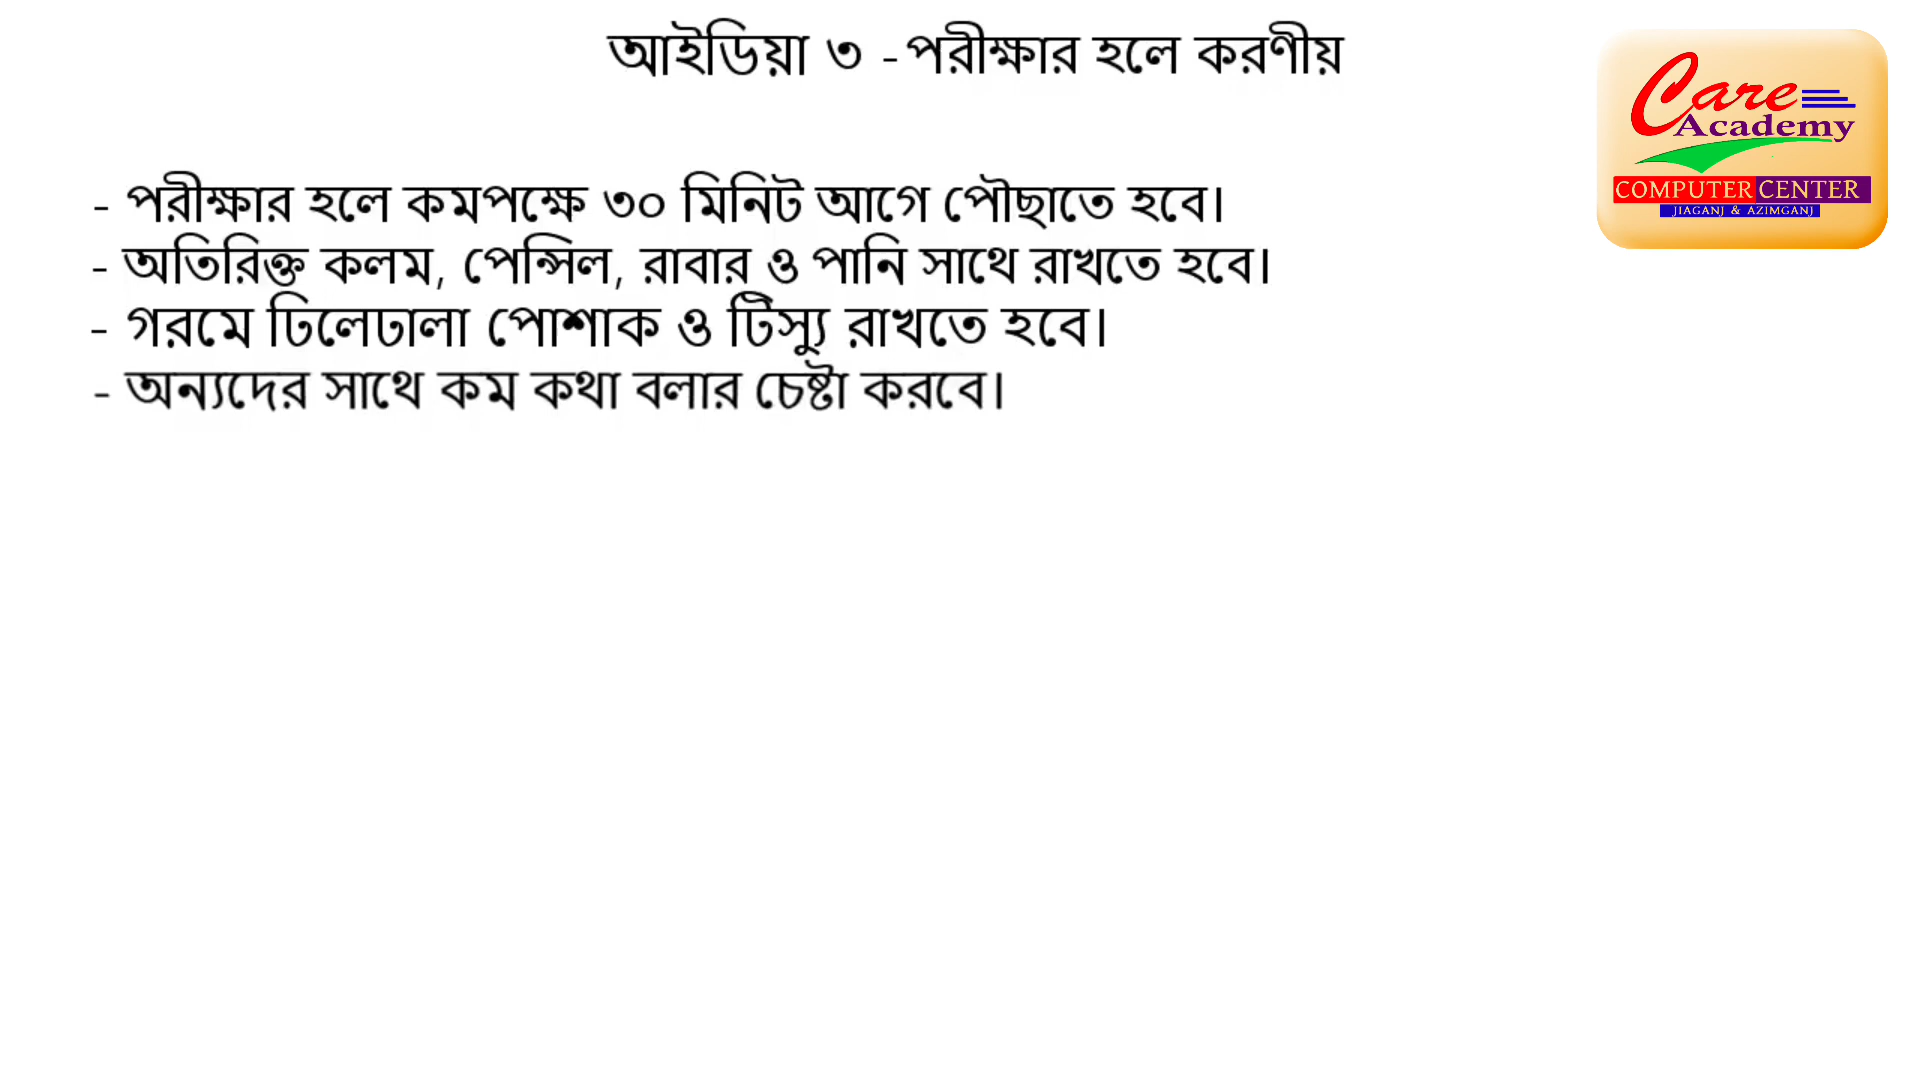 আইডিয়া ৩ - পরীক্ষার হলে করণীয়
Care
Academy
COMPUTER CENTER
JIAGANJ & AZIMGANJ
- পরীক্ষার হলে কমপক্ষে ৩০ মিনিট আগে পৌছাতে হবে।
- অতিরিক্ত কলম, পেন্সিল, রাবার ও পানি সাথে রাখতে হবে।
- গরমে ঢিলেঢালা পোশাক ও টিস্যু রাখতে হবে।
- অন্যদের সাথে কম কথা বলার চেষ্টা করবে।